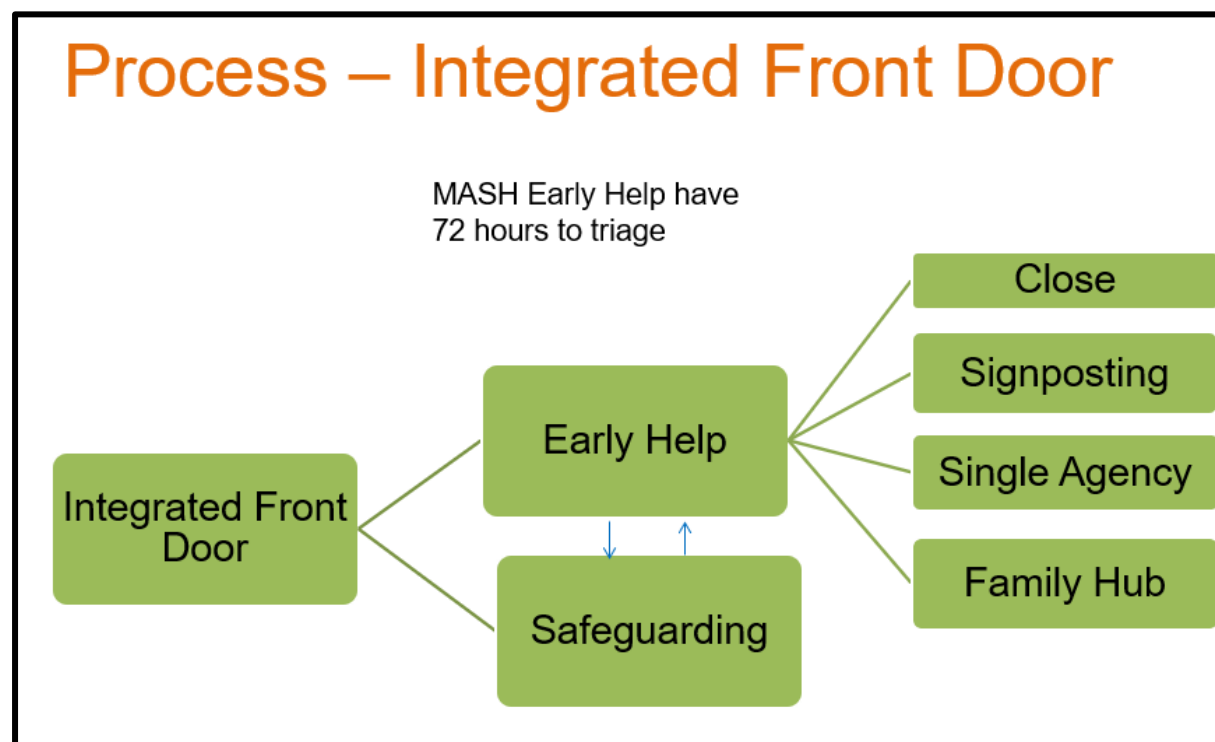 Process – Integrated Front Door
MASH Early Help have
72 hours to triage
Close
Signposting
Early Help
Single Agency
Integrated Front
Door
Family Hub
Safeguarding